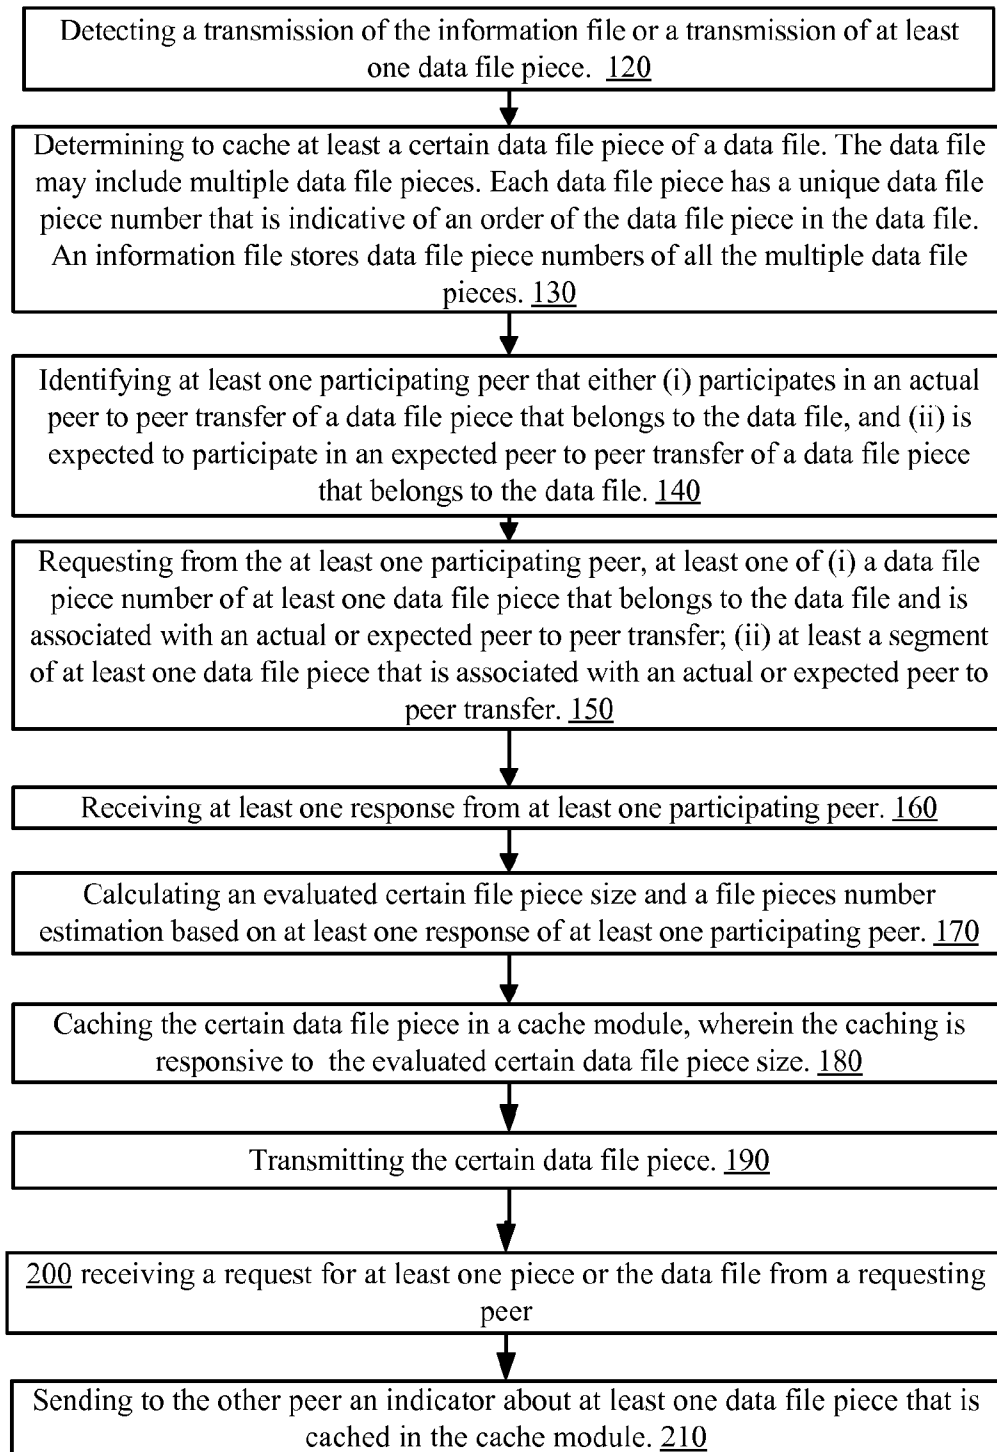 Detecting a transmission of the information file or a transmission of at least
one data file piece. 120
Determining to cache at least a certain data file piece of a data file. The data file
may include multiple data file pieces. Each data file piece has a unique data file
piece number that is indicative of an order of the data file piece in the data file.
An information file stores data file piece numbers of all the multiple data file
pieces. 130
Identifying at least one participating peer that either (i) participates in an actual
peer to peer transfer of a data file piece that belongs to the data file, and (ii) is
expected to participate in an expected peer to peer transfer of a data file piece
that belongs to the data file. 140
Requesting from the at least one participating peer, at least one of (i) a data file
piece number of at least one data file piece that belongs to the data file and is
associated with an actual or expected peer to peer transfer; (ii) at least a segment
of at least one data file piece that is associated with an actual or expected peer to
peer transfer. 150
Receiving at least one response from at least one participating peer. 160
Calculating an evaluated certain file piece size and a file pieces number
estimation based on at least one response of at least one participating peer. 170
Caching the certain data file piece in a cache module, wherein the caching is
responsive to the evaluated certain data file piece size. 180
Transmitting the certain data file piece. 190
200 receiving a request for at least one piece or the data file from a requesting
peer
Sending to the other peer an indicator about at least one data file piece that is
cached in the cache module. 210